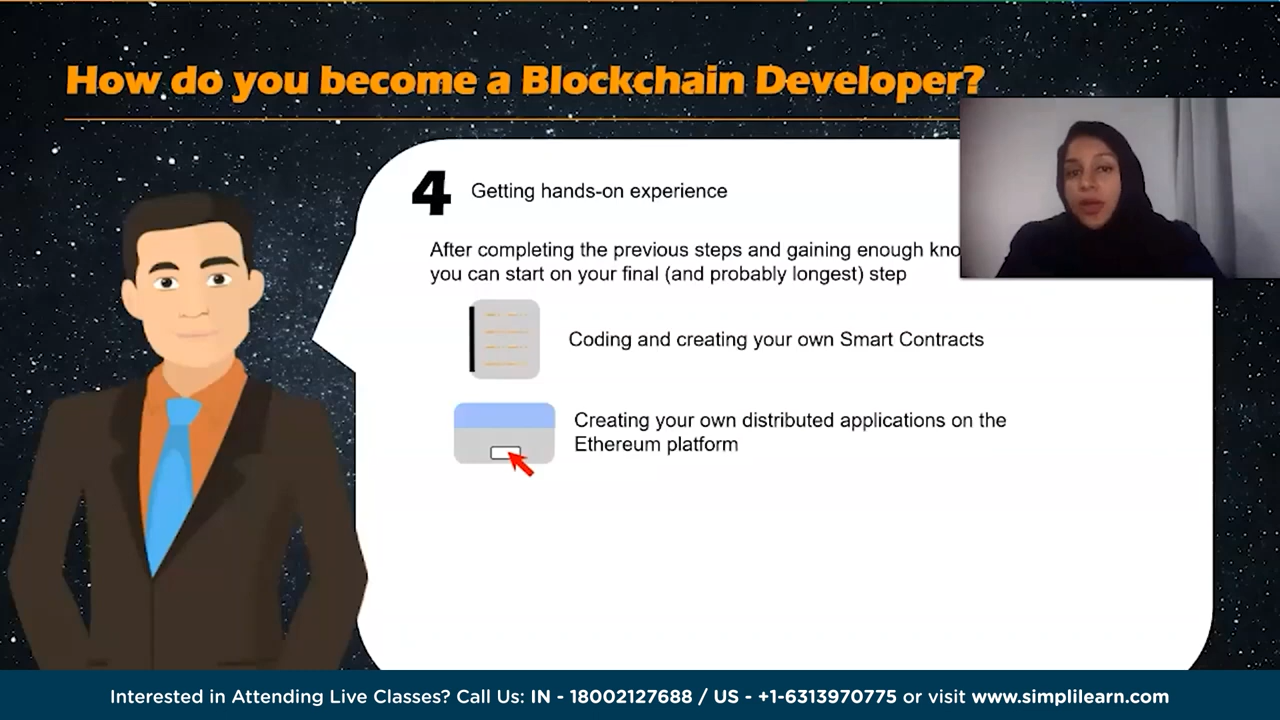 How do you become a Blockchain Developer?
4 Getting hands-on experience
After completing the previous steps and gaining enough
you can start on your final (and probably longest) step
Coding and creating your own Smart Contracts
Creating your own distributed applications on the
Ethereum platform
Interested in Attending Live Classes? Call Us: IN - 18002127688 / US - +1-6313970775 or visit www.simplilearn.com